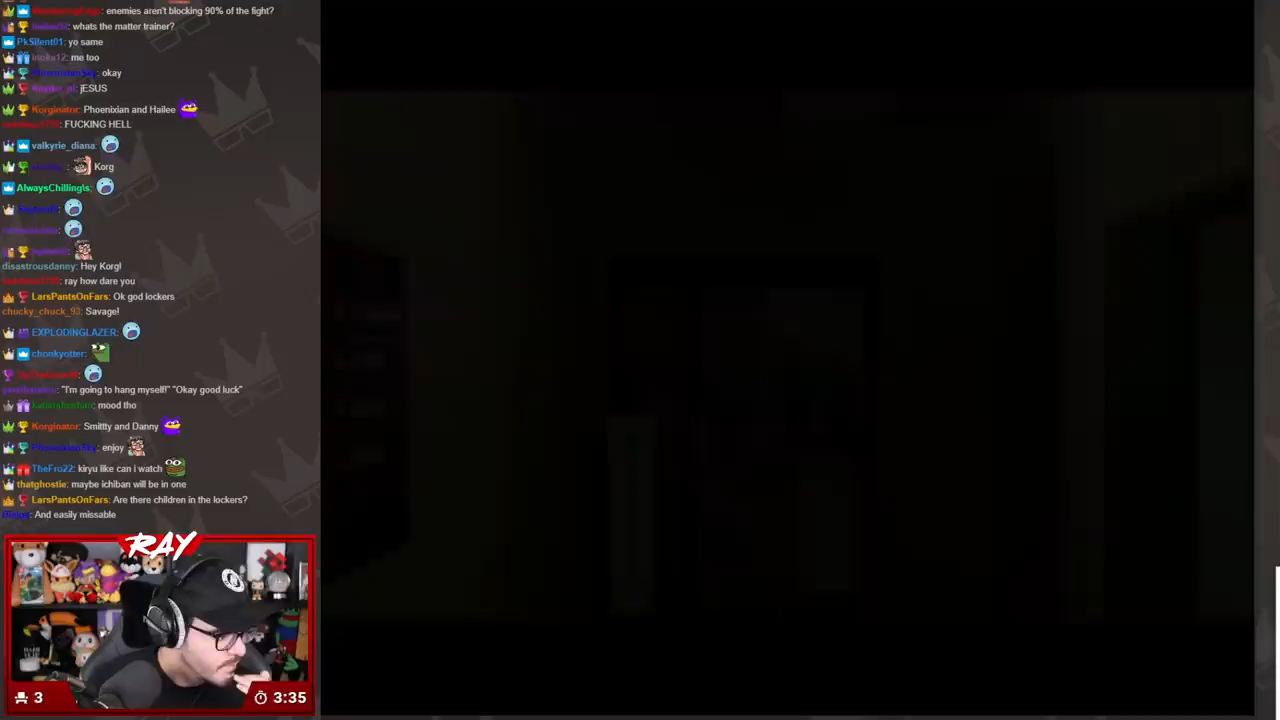 enemies aren't blocking 90% of the fight?
whats the matter trainer?
PkSilent01: yo same
me too
okay
jESUS
Korginator: Phoenixian and Hailee
FUCKING HELL
valkyrie_diana:
Korg
AlwaysChilling\s:
disastrousdanny: Hey Korg!
ray how dare you
LarsPantsOnFars: Ok god lockers
chucky_chuck_93: Savage!
EXPLODINGLAZER:
chonkyotter:
"I'm going to hang myself!" "Okay good luck"
mood tho
Korginator: Smittty and Danny
enjoy
TheFro22: kiryu like can i watch
thatghostie: maybe ichiban will be in one
LarsPantsOnFars: Are there children in the lockers?
And easily missable
RAY
3
3:35